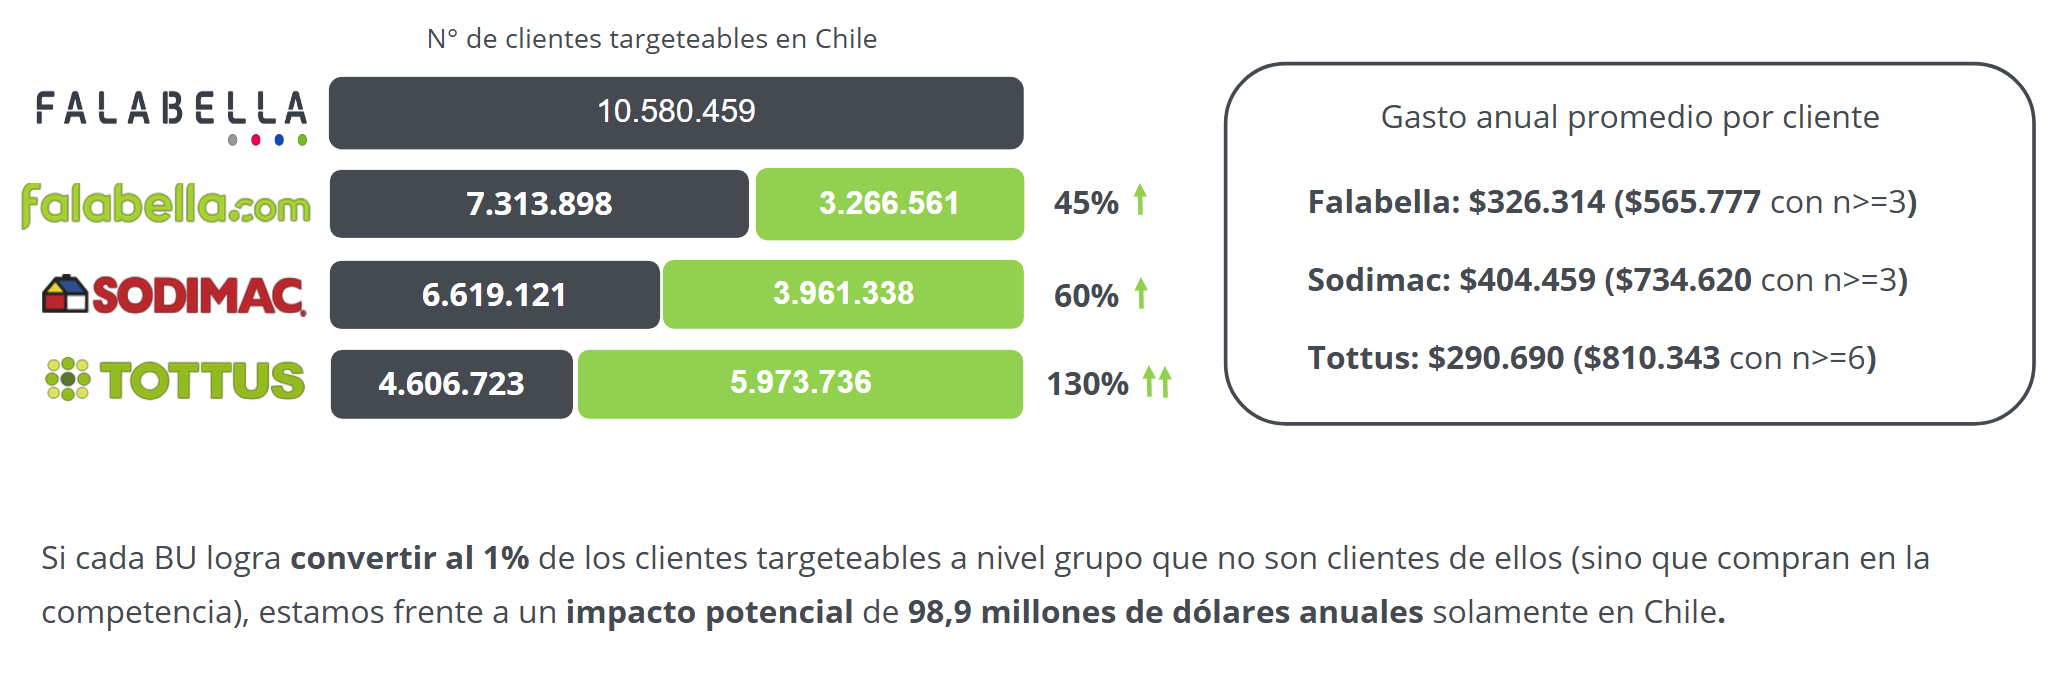 N° de clientes targeteables en Chile
FALABELLA
10.580.459
falabella.com
7.313.898
3.266.561
45%
SODIMAC
6.619.121
3.961.338
60%
TOTTUS
4.606.723
5.973.736
130%
Gasto anual promedio por cliente
Falabella: $326.314 ($565.777 con n>=3)
Sodimac: $404.459 ($734.620 con n>=3)
Tottus: $290.690 ($810.343 con n>=6)
Si cada BU logra convertir al 1% de los clientes targeteables a nivel grupo que no son clientes de ellos (sino que compran en la
competencia), estamos frente a un impacto potencial de 98,9 millones de dólares anuales solamente en Chile.